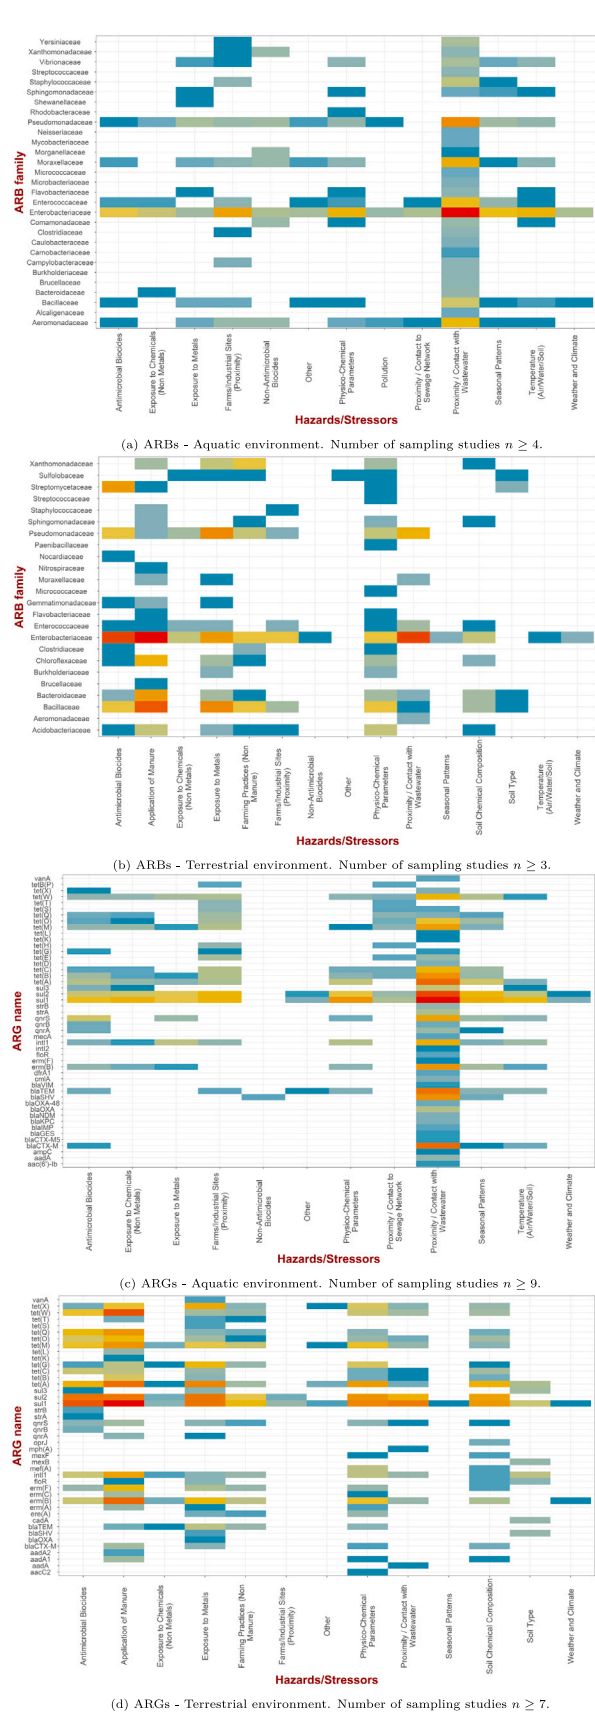 Yersiniaceae
Xanthomonadaceae
Vibrionaceae
Streptococcaceae
Staphylococcaceae
Sphingomonadaceae
Shewanellaceae
Rhodobacteraceae
Pseudomonadaceae
Neisseriaceae
Mycobacteriaceae
Morganellaceae
Moraxellaceae
Micrococcaceae
Microbacteriaceae
Flavobacteriaceae
Enterococcaceae
Enterobacteriaceae
Comamonadaceae
Clostridiaceae
Caulobacteraceae
Carnobacteriaceae
Campylobacteraceae
Burkholderiaceae
Brucellaceae
Bacteroidaceae
Bacillaceae
Alcaligenaceae
Aeromonadaceae
ARB family
Antimicrobial Biocides
Exposure to Chemicals
(Non Metals)
Exposure to Metals
Farms/Industrial Sites
(Proximity)
Non-Antimicrobial
Biocides
Other
Physico-Chemical
Parameters
Pollution
Proximity / Contact to
Sewage Network
Proximity / Contact with
Wastewater
Seasonal Patterns
Temperature
(Air/Water/Soil)
Weather and Climate
Hazards/Stressors
(a) ARBs - Aquatic environment. Number of sampling studies n ≥ 4.
Xanthomonadaceae
Sulfolobaceae
Streptomycetaceae
Streptococcaceae
Staphylococcaceae
Sphingomonadaceae
Pseudomonadaceae
Paenibacillaceae
Nocardiaceae
Nitrospiraceae
Moraxellaceae
Micrococcaceae
Gemmatimonadaceae
Flavobacteriaceae
Enterococcaceae
Enterobacteriaceae
Clostridiaceae
Chloroflexaceae
Burkholderiaceae
Brucellaceae
Bacteroidaceae
Bacillaceae
Aeromonadaceae
Acidobacteriaceae
ARB family
Antimicrobial Biocides
Application of Manure
Exposure to Chemicals
(Non Metals)
Exposure to Metals
Farming Practices (Non
Manure)
Farms/Industrial Sites
(Proximity)
Non-Antimicrobial
Biocides
Other
Physico-Chemical
Parameters
Proximity / Contact with
Wastewater
Seasonal Patterns
Soil Chemical Composition
Soil Type
Temperature
(Air/Water/Soil)
Weather and Climate
Hazards/Stressors
(b) ARBs - Terrestrial environment. Number of sampling studies n ≥ 3.
vanA
tetB(P)
tet(X)
tet(W)
tet(T)
tet(S)
tet(Q)
tet(O)
tet(M)
tet(L)
tet(K)
tet(H)
tet(G)
tet(E)
tet(D)
tet(C)
tet(B)
tet(A)
sul3
sul2
sul1
strB
strA
qnrS
qnrB
qnrA
mecA
intI1
intI2
floR
erm(F)
erm(B)
dfrA1
cmlA
blaVIM
blaTEM
blaSHV
blaOXA-48
blaOXA
blaNDM
blaKPC
blaIMP
blaGES
blaCTX-M5
blaCTX-M
ampC
aadA
aac(6')-Ib
ARG name
Antimicrobial Biocides
Exposure to Chemicals
(Non Metals)
Exposure to Metals
Farms/Industrial Sites
(Proximity)
Non-Antimicrobial
Biocides
Other
Physico-Chemical
Parameters
Proximity / Contact to
Sewage Network
Proximity / Contact with
Wastewater
Seasonal Patterns
Temperature
(Air/Water/Soil)
Weather and Climate
Hazards/Stressors
(c) ARGs - Aquatic environment. Number of sampling studies n ≥ 9.
vanA
tet(X)
tet(W)
tet(T)
tet(S)
tet(Q)
tet(O)
tet(M)
tet(L)
tet(K)
tet(G)
tet(C)
tet(B)
tet(A)
sul3
sul2
sul1
strB
strA
qnrS
qnrB
qnrA
oprJ
mph(A)
mexF
mexB
mef(A)
intI1
floR
erm(F)
erm(C)
erm(B)
erm(A)
ere(A)
cadA
blaTEM
blaSHV
blaOXA
blaCTX-M
aadA2
aadA1
aadA
aacC2
ARG name
Antimicrobial Biocides
Application of Manure
Exposure to Chemicals
(Non Metals)
Exposure to Metals
Farming Practices (Non
Manure)
Farms/Industrial Sites
(Proximity)
Other
Physico-Chemical
Parameters
Proximity / Contact with
Wastewater
Seasonal Patterns
Soil Chemical Composition
Soil Type
Weather and Climate
Hazards/Stressors
(d) ARGs - Terrestrial environment. Number of sampling studies n ≥ 7.